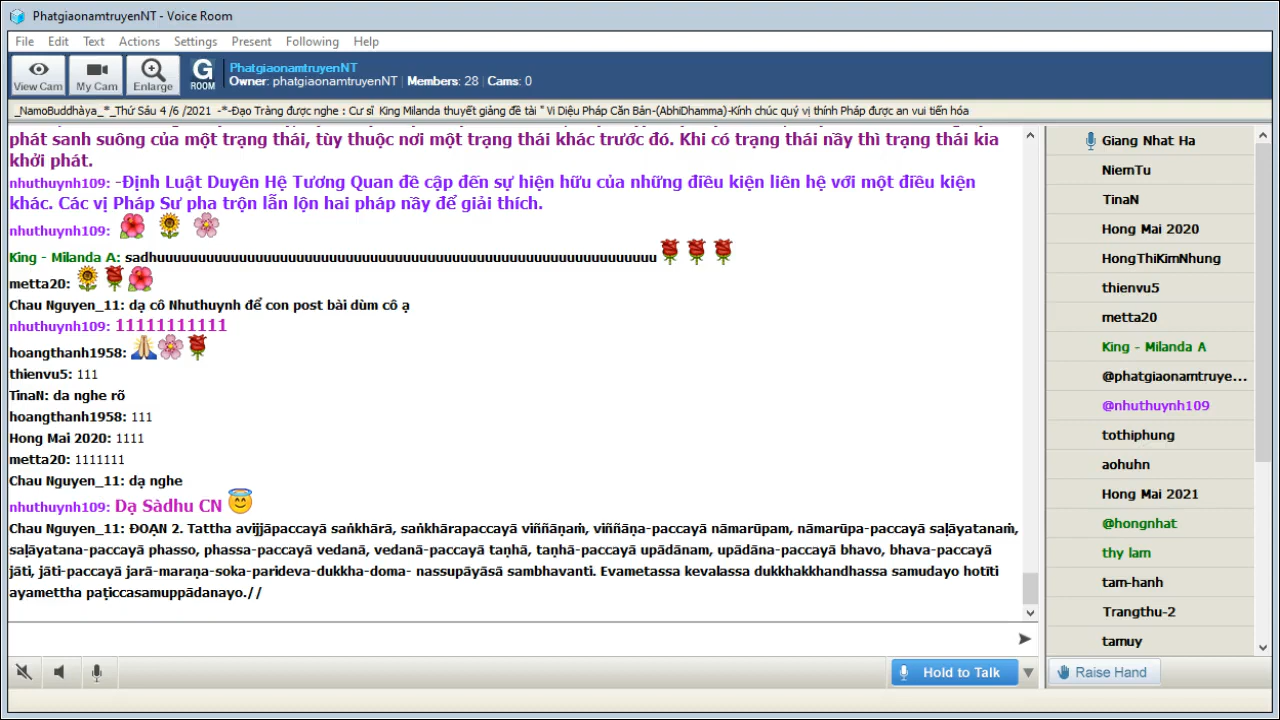 PhatgiaonamtruyenNT - Voice Room
File Edit Text Actions Settings Present Following Help
View Cam My Cam Enlarge G ROOM
PhatgiaonamtruyenNT
Owner: phatgiaonamtruyenNT | Members: 28 | Cams: 0
_NamoBuddhàya_*_Thứ Sáu 4 /6 /2021 -*-Đạo Tràng được nghe : Cư sĩ King Milanda thuyết giảng đề tài " Vi Diệu Pháp Căn Bản-(AbhiDhamma)-Kính chúc quý vị thính Pháp được an vui tiến hóa
phát sanh suông của một trạng thái, tùy thuộc nơi một trạng thái khác trước đó. Khi có trạng thái nầy thì trạng thái kia
khởi phát.
nhuthuynh109: -Định Luật Duyên Hệ Tương Quan đề cập đến sự hiện hữu của những điều kiện liên hệ với một điều kiện
khác. Các vị Pháp Sư pha trộn lẫn lộn hai pháp nầy để giải thích.
nhuthuynh109:
King - Milanda A: sadhuuuuuuuuuuuuuuuuuuuuuuuuuuuuuuuuuuuuuuuuuuuuuuuuuuuuuuuuuuuuu
metta20:
Chau Nguyen_11: dạ cô Nhuthuynh để con post bài dùm cô ạ
nhuthuynh109: 11111111111
hoangthanh1958:
thienvu5: 111
TinaN: da nghe rõ
hoangthanh1958: 111
Hong Mai 2020: 1111
metta20: 1111111
Chau Nguyen_11: dạ nghe
nhuthuynh109: Dạ Sàdhu CN
Chau Nguyen_11: ĐOẠN 2. Tattha avijjāpaccayā saṅkhārā, saṅkhārapaccayā viññāṇaṁ, viññāṇa-paccayā nāmarūpam, nāmarūpa-paccayā saḷāyatanaṁ,
saḷāyatana-paccayā phasso, phassa-paccayā vedanā, vedanā-paccayā taṇhā, taṇhā-paccayā upādānam, upādāna-paccayā bhavo, bhava-paccayā
jāti, jāti-paccayā jarā-maraṇa-soka-parideva-dukkha-doma- nassupāyāsā sambhavanti. Evametassa kevalassa dukkhakkhandhassa samudayo hotīti
ayamettha paṭiccasamuppādanayo.//
Giang Nhat Ha
NiemTu
TinaN
Hong Mai 2020
HongThiKimNhung
thienvu5
metta20
King - Milanda A
@phatgiaonamtruye...
@nhuthuynh109
tothiphung
aohuhn
Hong Mai 2021
@hongnhat
thy lam
tam-hanh
Trangthu-2
tamuy
Hold to Talk
Raise Hand